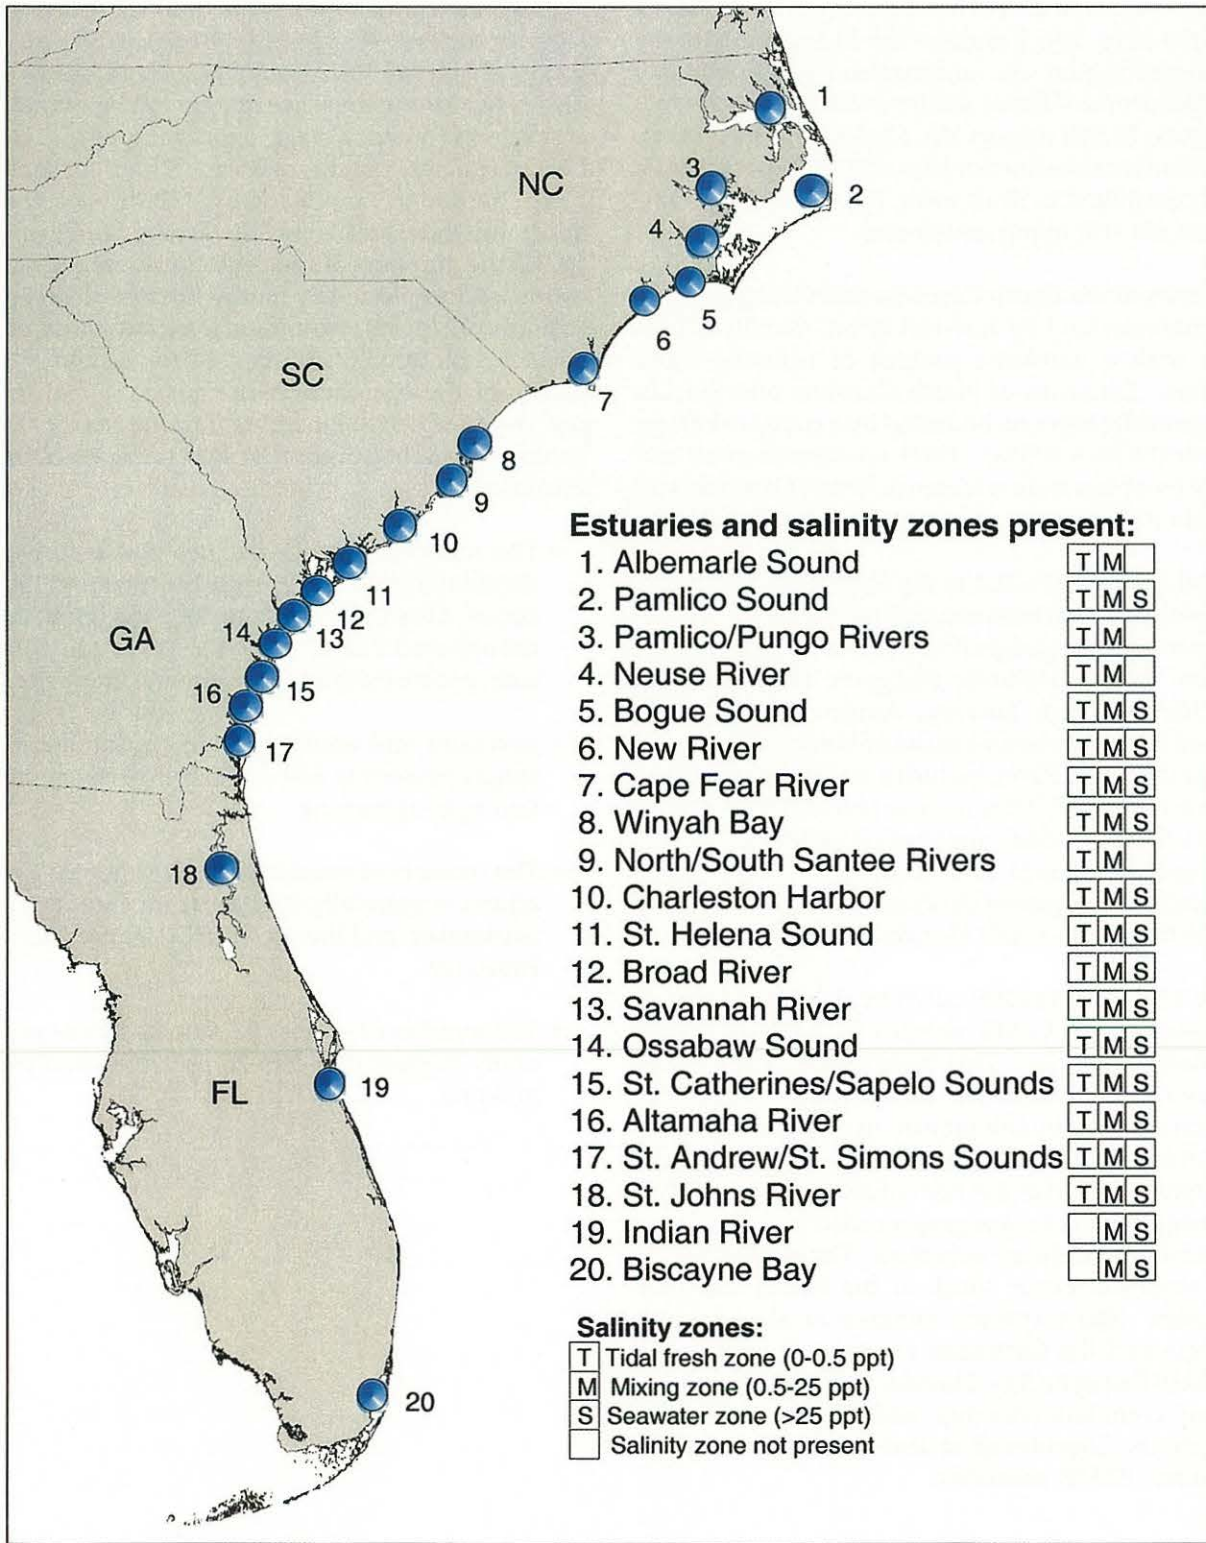 1
NC
3
2
4
5
6
SC
7
8
9
10
11
12
GA
14
13
15
16
17
18
FL
19
20
Estuaries and salinity zones present:
1. Albemarle Sound T M
2. Pamlico Sound T M S
3. Pamlico/Pungo Rivers T M
4. Neuse River T M
5. Bogue Sound T M S
6. New River T M S
7. Cape Fear River T M S
8. Winyah Bay T M S
9. North/South Santee Rivers T M
10. Charleston Harbor T M S
11. St. Helena Sound T M S
12. Broad River T M S
13. Savannah River T M S
14. Ossabaw Sound T M S
15. St. Catherines/Sapelo Sounds T M S
16. Altamaha River T M S
17. St. Andrew/St. Simons Sounds T M S
18. St. Johns River T M S
19. Indian River M S
20. Biscayne Bay M S
Salinity zones:
T Tidal fresh zone (0-0.5 ppt)
M Mixing zone (0.5-25 ppt)
S Seawater zone (>25 ppt)
Salinity zone not present